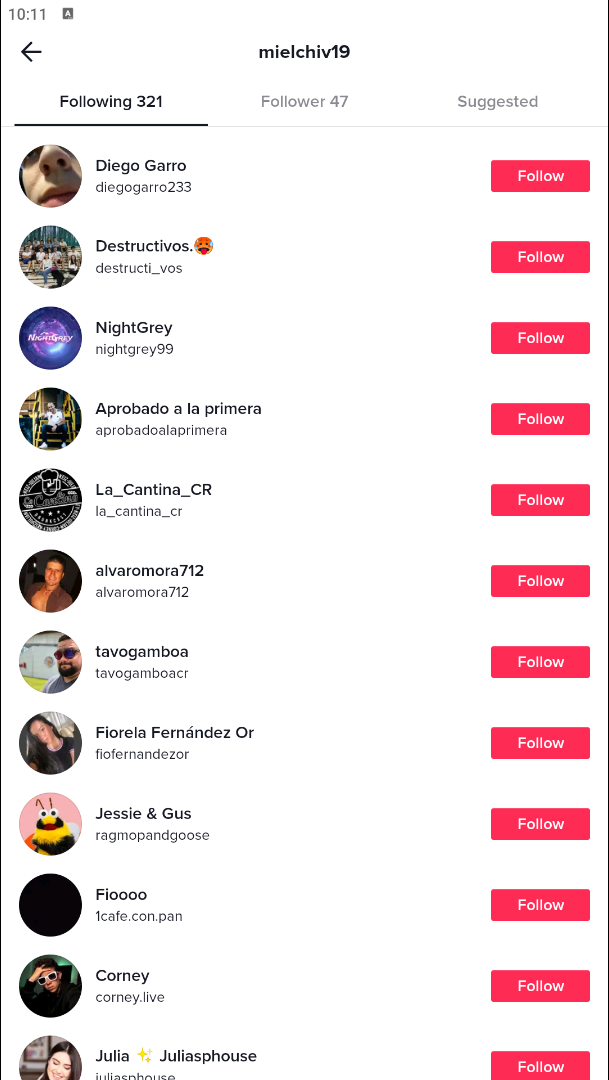 10:11 A
mielchiv19
Following 321 Follower 47 Suggested
Diego Garro
diegogarro233
Follow
Destructivos.🥵
destructi_vos
Follow
NIGHTGREY
NightGrey
nightgrey99
Follow
Aprobado a la primera
aprobadoalaprimera
Follow
La_Cantina_CR
la_cantina_cr
Follow
alvaromora712
alvaromora712
Follow
tavogamboa
tavogamboacr
Follow
Fiorela Fernández Or
fiofernandezor
Follow
Jessie & Gus
ragmopandgoose
Follow
Fioooo
1cafe.con.pan
Follow
Corney
corney.live
Follow
Julia ✨ Juliasphouse
juliasphouse
Follow